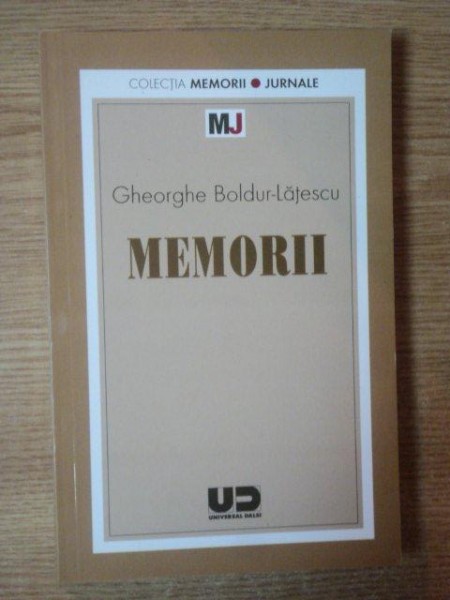 COLECȚIA MEMORII ● JURNALE
MJ
Gheorghe Boldur-Lățescu
MEMORII
UD
UNIVERSAL DALSI